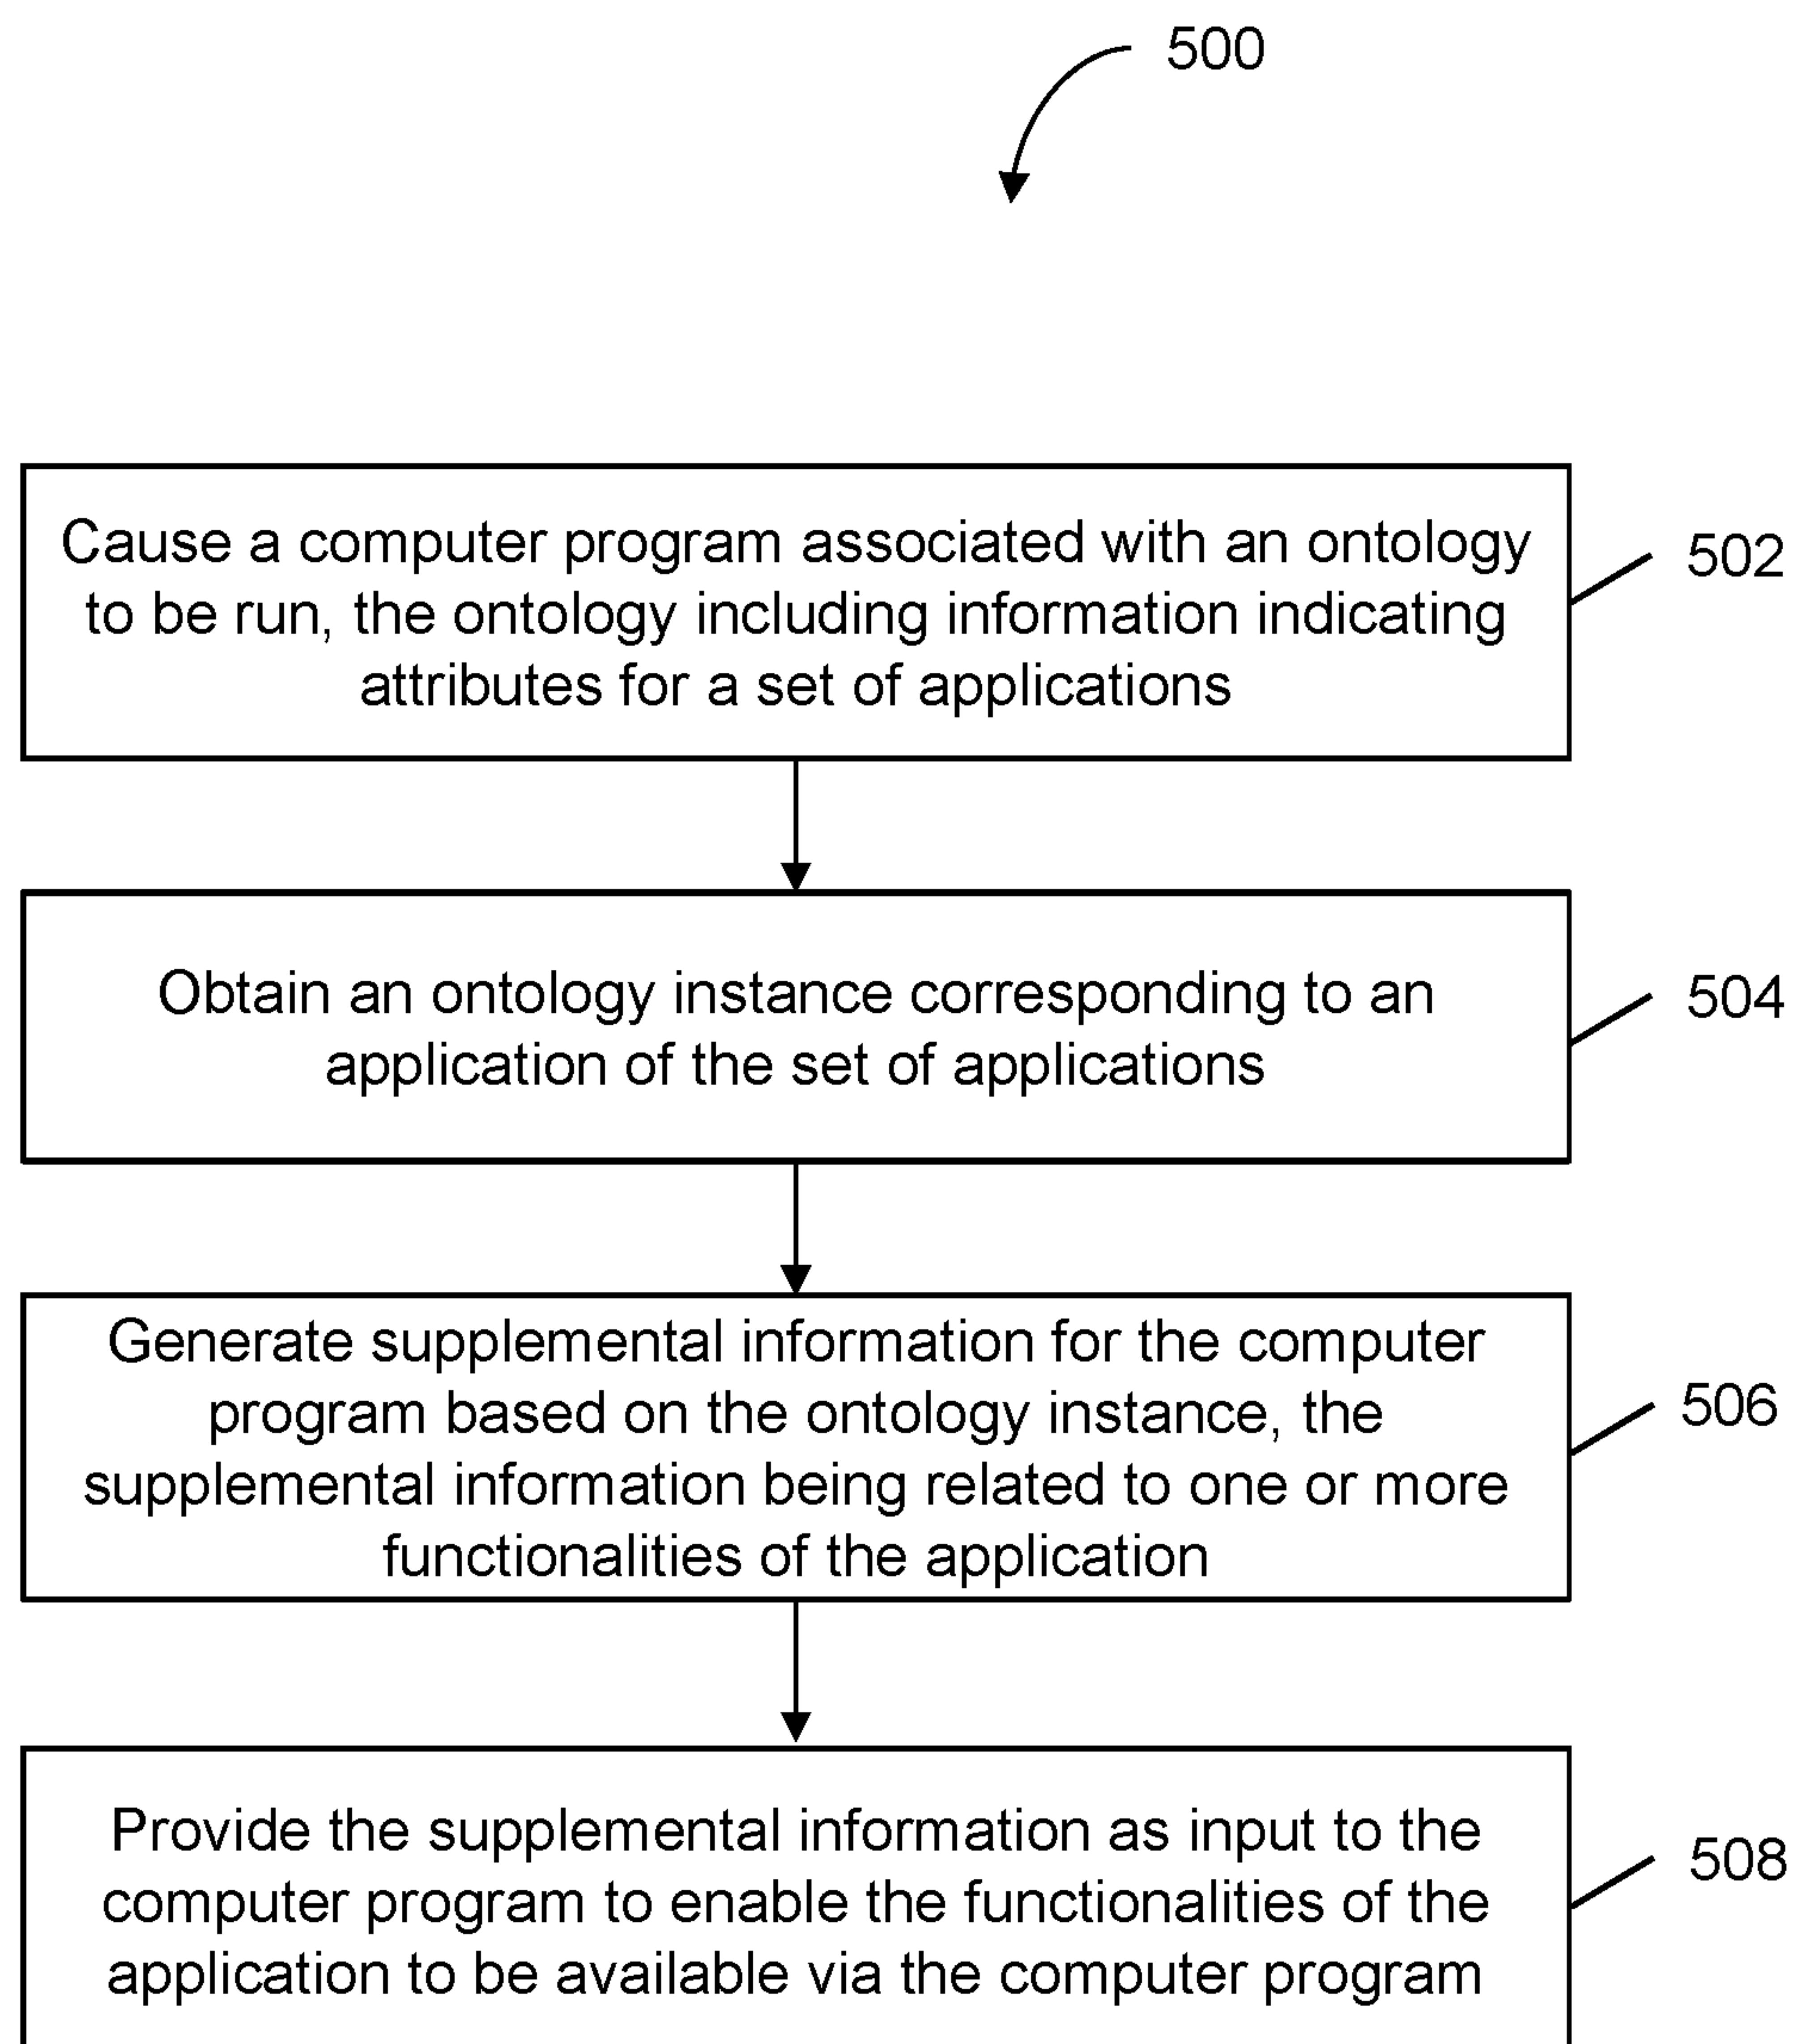 500
Cause a computer program associated with an ontology
to be run, the ontology including information indicating
attributes for a set of applications
502
Obtain an ontology instance corresponding to an
application of the set of applications
504
Generate supplemental information for the computer
program based on the ontology instance, the
supplemental information being related to one or more
functionalities of the application
506
Provide the supplemental information as input to the
computer program to enable the functionalities of the
application to be available via the computer program
508